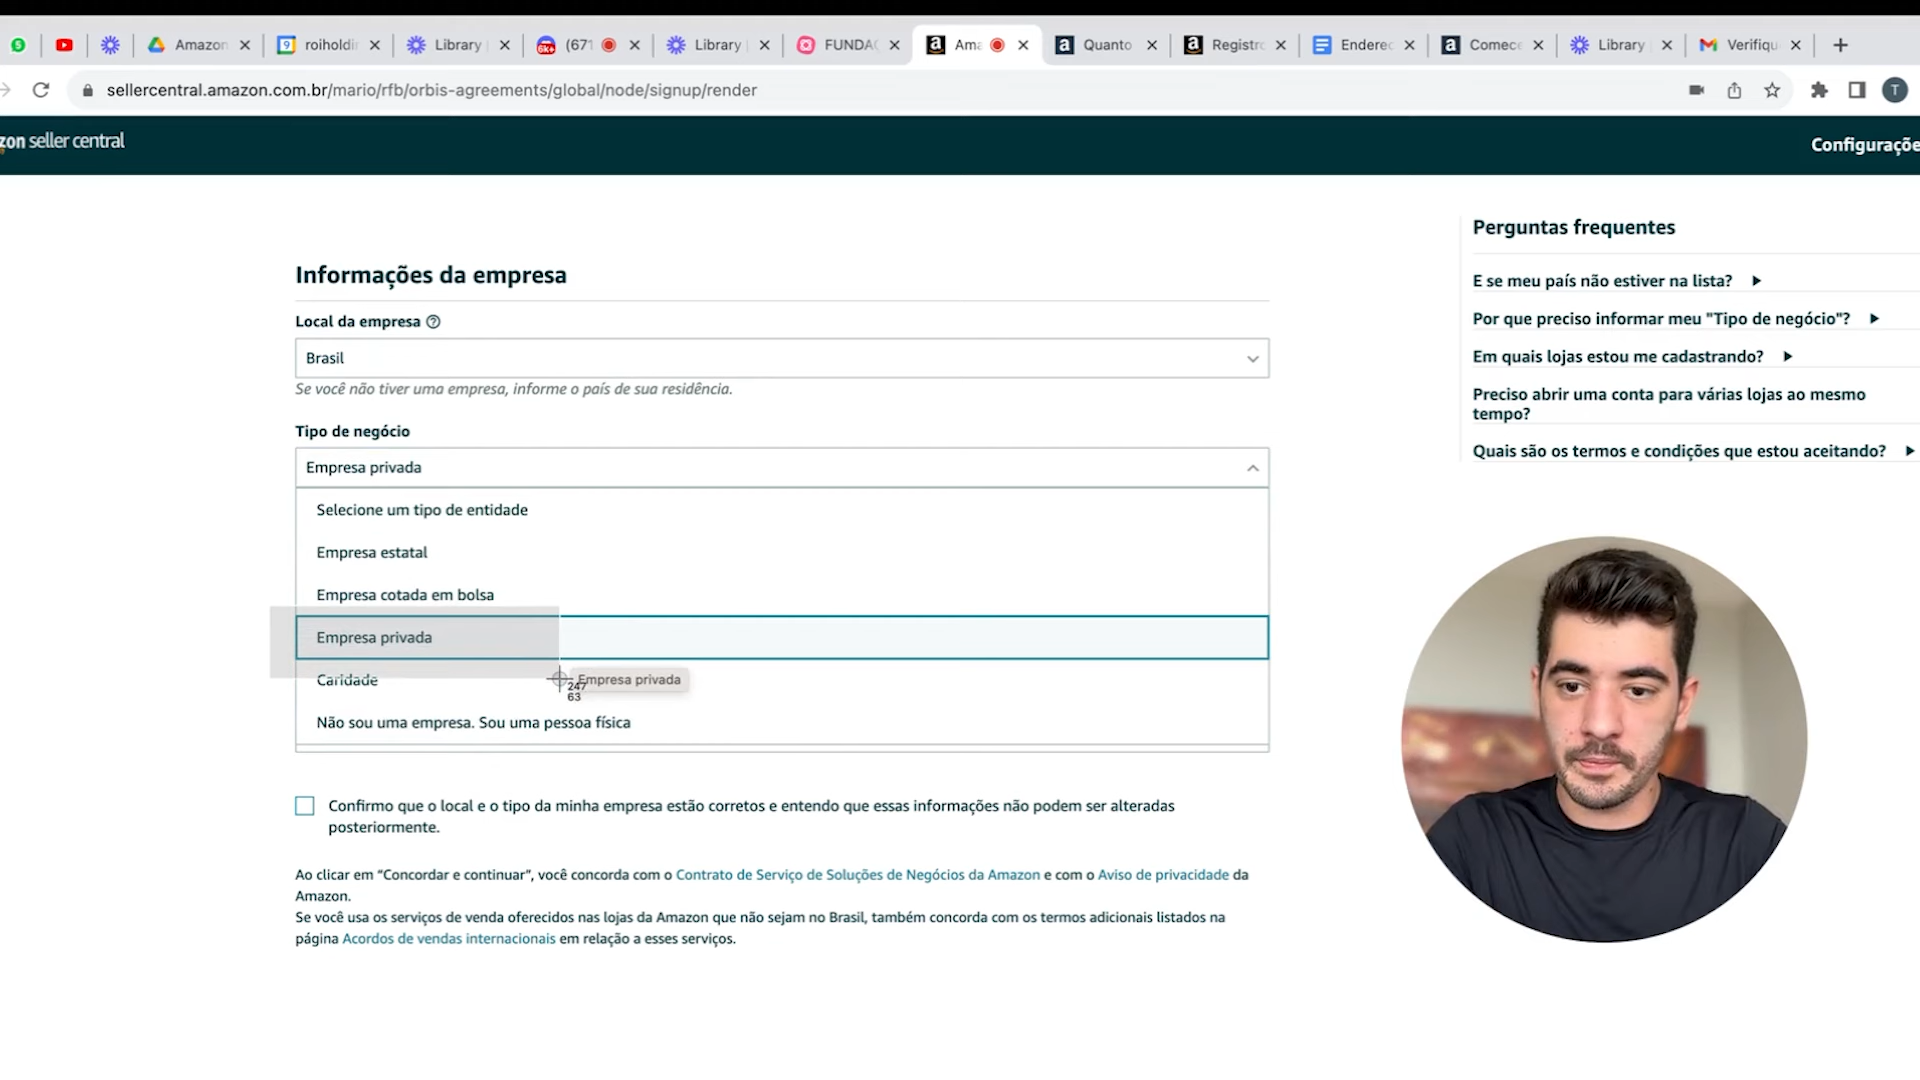 Amazon
roiholdi
Library
(671
Library
FUNDAÇ
Ama
Quanto
Registro
Endereç
Comece
Library
Verifiqu
sellercentral.amazon.com.br/mario/rfb/orbis-agreements/global/node/signup/render
T
zon seller central
Configuraçõe
Informações da empresa
Local da empresa
Brasil
Se você não tiver uma empresa, informe o país de sua residência.
Tipo de negócio
Empresa privada
Selecione um tipo de entidade
Empresa estatal
Empresa cotada em bolsa
Empresa privada
Caridade
Empresa privada
247
63
Não sou uma empresa. Sou uma pessoa física
Confirmo que o local e o tipo da minha empresa estão corretos e entendo que essas informações não podem ser alteradas
posteriormente.
Ao clicar em “Concordar e continuar”, você concorda com o Contrato de Serviço de Soluções de Negócios da Amazon e com o Aviso de privacidade da
Amazon.
Se você usa os serviços de venda oferecidos nas lojas da Amazon que não sejam no Brasil, também concorda com os termos adicionais listados na
página Acordos de vendas internacionais em relação a esses serviços.
Perguntas frequentes
E se meu país não estiver na lista?
Por que preciso informar meu "Tipo de negócio"?
Em quais lojas estou me cadastrando?
Preciso abrir uma conta para várias lojas ao mesmo
tempo?
Quais são os termos e condições que estou aceitando?